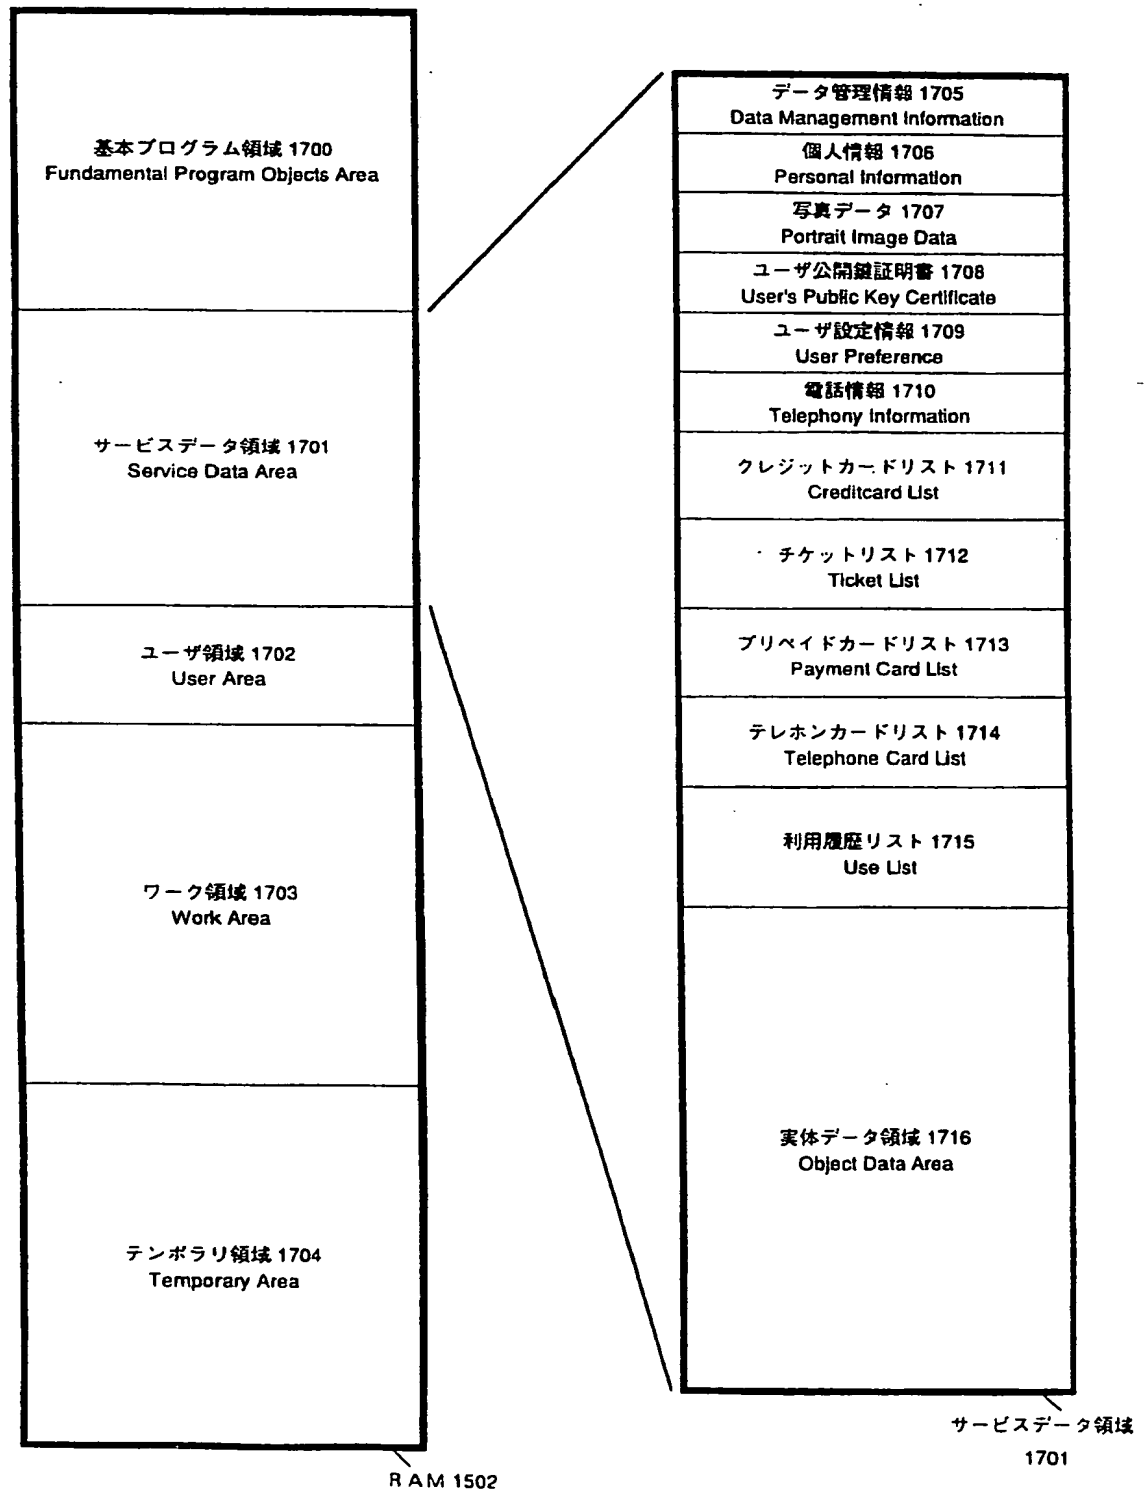 基本プログラム領域 1700
Fundamental Program Objects Area
サービスデータ領域 1701
Service Data Area
ユーザ領域 1702
User Area
ワーク領域 1703
Work Area
テンポラリ領域 1704
Temporary Area
RAM 1502
データ管理情報 1705
Data Management Information
個人情報 1706
Personal Information
写真データ 1707
Portrait Image Data
ユーザ公開鍵証明書 1708
User's Public Key Certificate
ユーザ設定情報 1709
User Preference
電話情報 1710
Telephony Information
クレジットカードリスト 1711
Creditcard List
チケットリスト 1712
Ticket List
プリペイドカードリスト 1713
Payment Card List
テレホンカードリスト 1714
Telephone Card List
利用履歴リスト 1715
Use List
実体データ領域 1716
Object Data Area
サービスデータ領域
1701